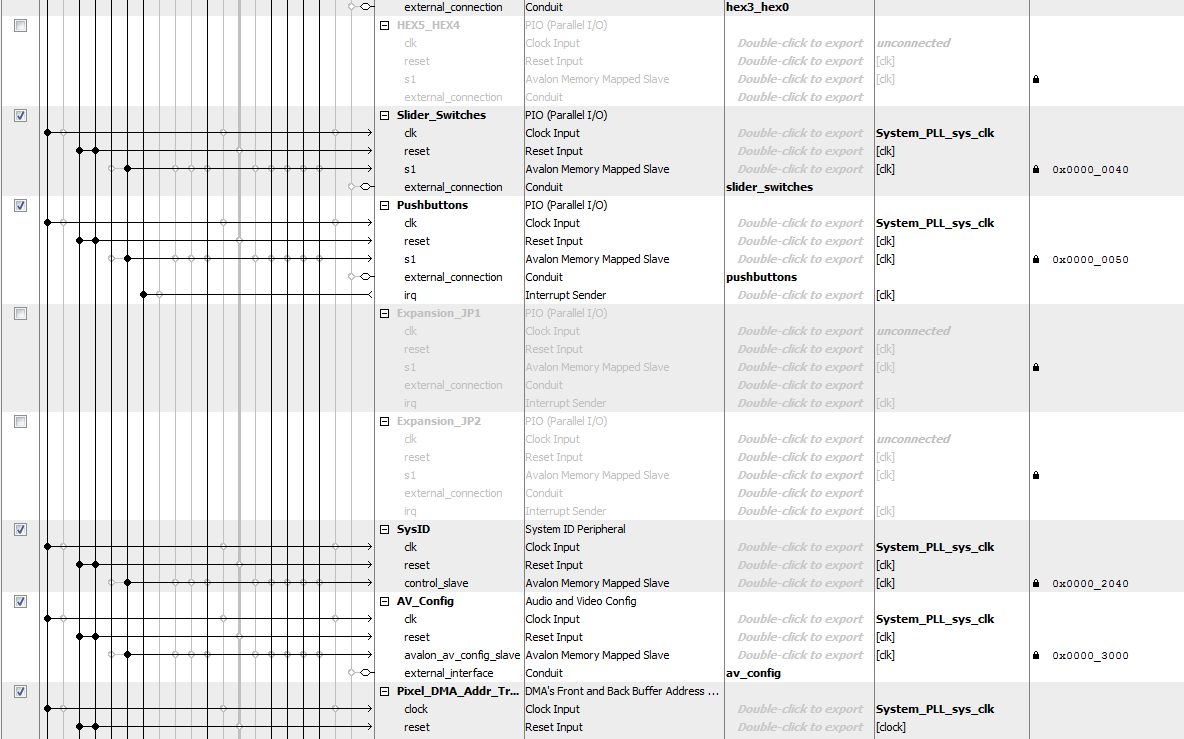 external_connection Conduit hex3_hex0
HEX5_HEX4 PIO (Parallel I/O)
clk Clock Input Double-click to export unconnected
reset Reset Input Double-click to export [clk]
s1 Avalon Memory Mapped Slave Double-click to export [clk]
external_connection Conduit Double-click to export
Slider_Switches PIO (Parallel I/O)
clk Clock Input Double-click to export System_PLL_sys_clk
reset Reset Input Double-click to export [clk]
s1 Avalon Memory Mapped Slave Double-click to export [clk] 0x0000_0040
external_connection Conduit slider_switches
Pushbuttons PIO (Parallel I/O)
clk Clock Input Double-click to export System_PLL_sys_clk
reset Reset Input Double-click to export [clk]
s1 Avalon Memory Mapped Slave Double-click to export [clk] 0x0000_0050
external_connection Conduit pushbuttons
irq Interrupt Sender Double-click to export [clk]
Expansion_JP1 PIO (Parallel I/O)
clk Clock Input Double-click to export unconnected
reset Reset Input Double-click to export [clk]
s1 Avalon Memory Mapped Slave Double-click to export [clk]
external_connection Conduit Double-click to export
irq Interrupt Sender Double-click to export [clk]
Expansion_JP2 PIO (Parallel I/O)
clk Clock Input Double-click to export unconnected
reset Reset Input Double-click to export [clk]
s1 Avalon Memory Mapped Slave Double-click to export [clk]
external_connection Conduit Double-click to export
irq Interrupt Sender Double-click to export [clk]
SysID System ID Peripheral
clk Clock Input Double-click to export System_PLL_sys_clk
reset Reset Input Double-click to export [clk]
control_slave Avalon Memory Mapped Slave Double-click to export [clk] 0x0000_2040
AV_Config Audio and Video Config
clk Clock Input Double-click to export System_PLL_sys_clk
reset Reset Input Double-click to export [clk]
avalon_av_config_slave Avalon Memory Mapped Slave Double-click to export [clk] 0x0000_3000
external_interface Conduit av_config
Pixel_DMA_Addr_Tr... DMA's Front and Back Buffer Address ...
clock Clock Input Double-click to export System_PLL_sys_clk
reset Reset Input Double-click to export [clock]